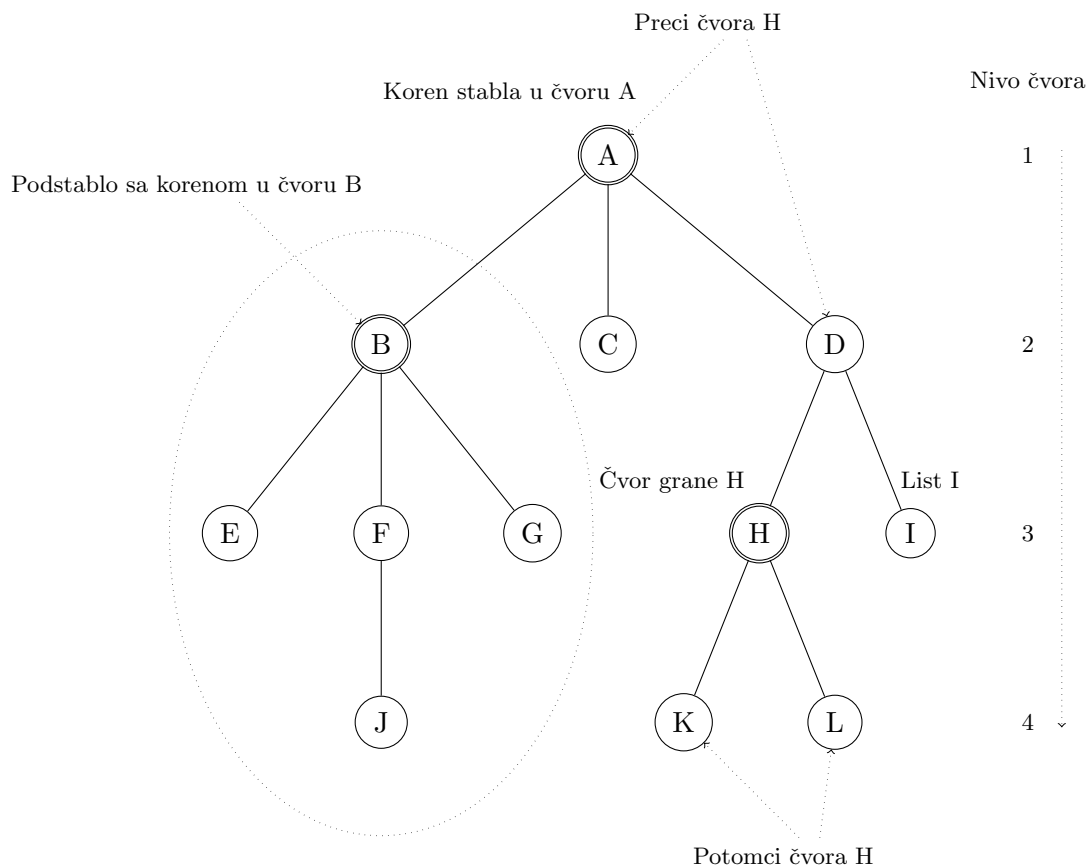 Preci čvora H
Nivo čvora
Koren stabla u čvoru A
A
1
Podstablo sa korenom u čvoru B
B
C
D
2
Čvor grane H
List I
E
F
G
H
I
3
J
K
L
4
Potomci čvora H